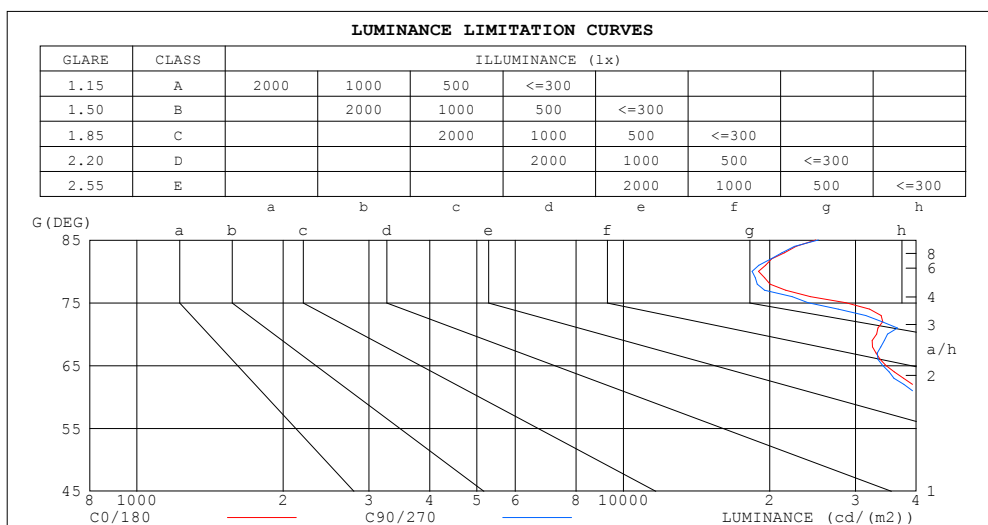 LUMINANCE LIMITATION CURVES
GLARE CLASS ILLUMINANCE (lx)
1.15 A 2000 1000 500 <=300
1.50 B 2000 1000 500 <=300
1.85 C 2000 1000 500 <=300
2.20 D 2000 1000 500 <=300
2.55 E 2000 1000 500 <=300
a b c d e f g h
G(DEG)
a b c d e f g h
85
8
6
75
4
3
a/h
65
2
55
45
1
8 1000 2 3 4 5 6 8 10000 2 3 4
C0/180 C90/270 LUMINANCE (cd/(m2))